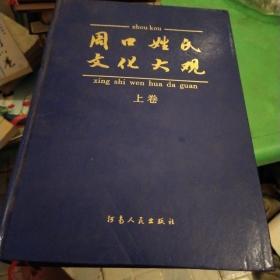 zhou kou
周口姓氏
文化大观
xing shi wen hua da guan
上卷
河南人民出版社